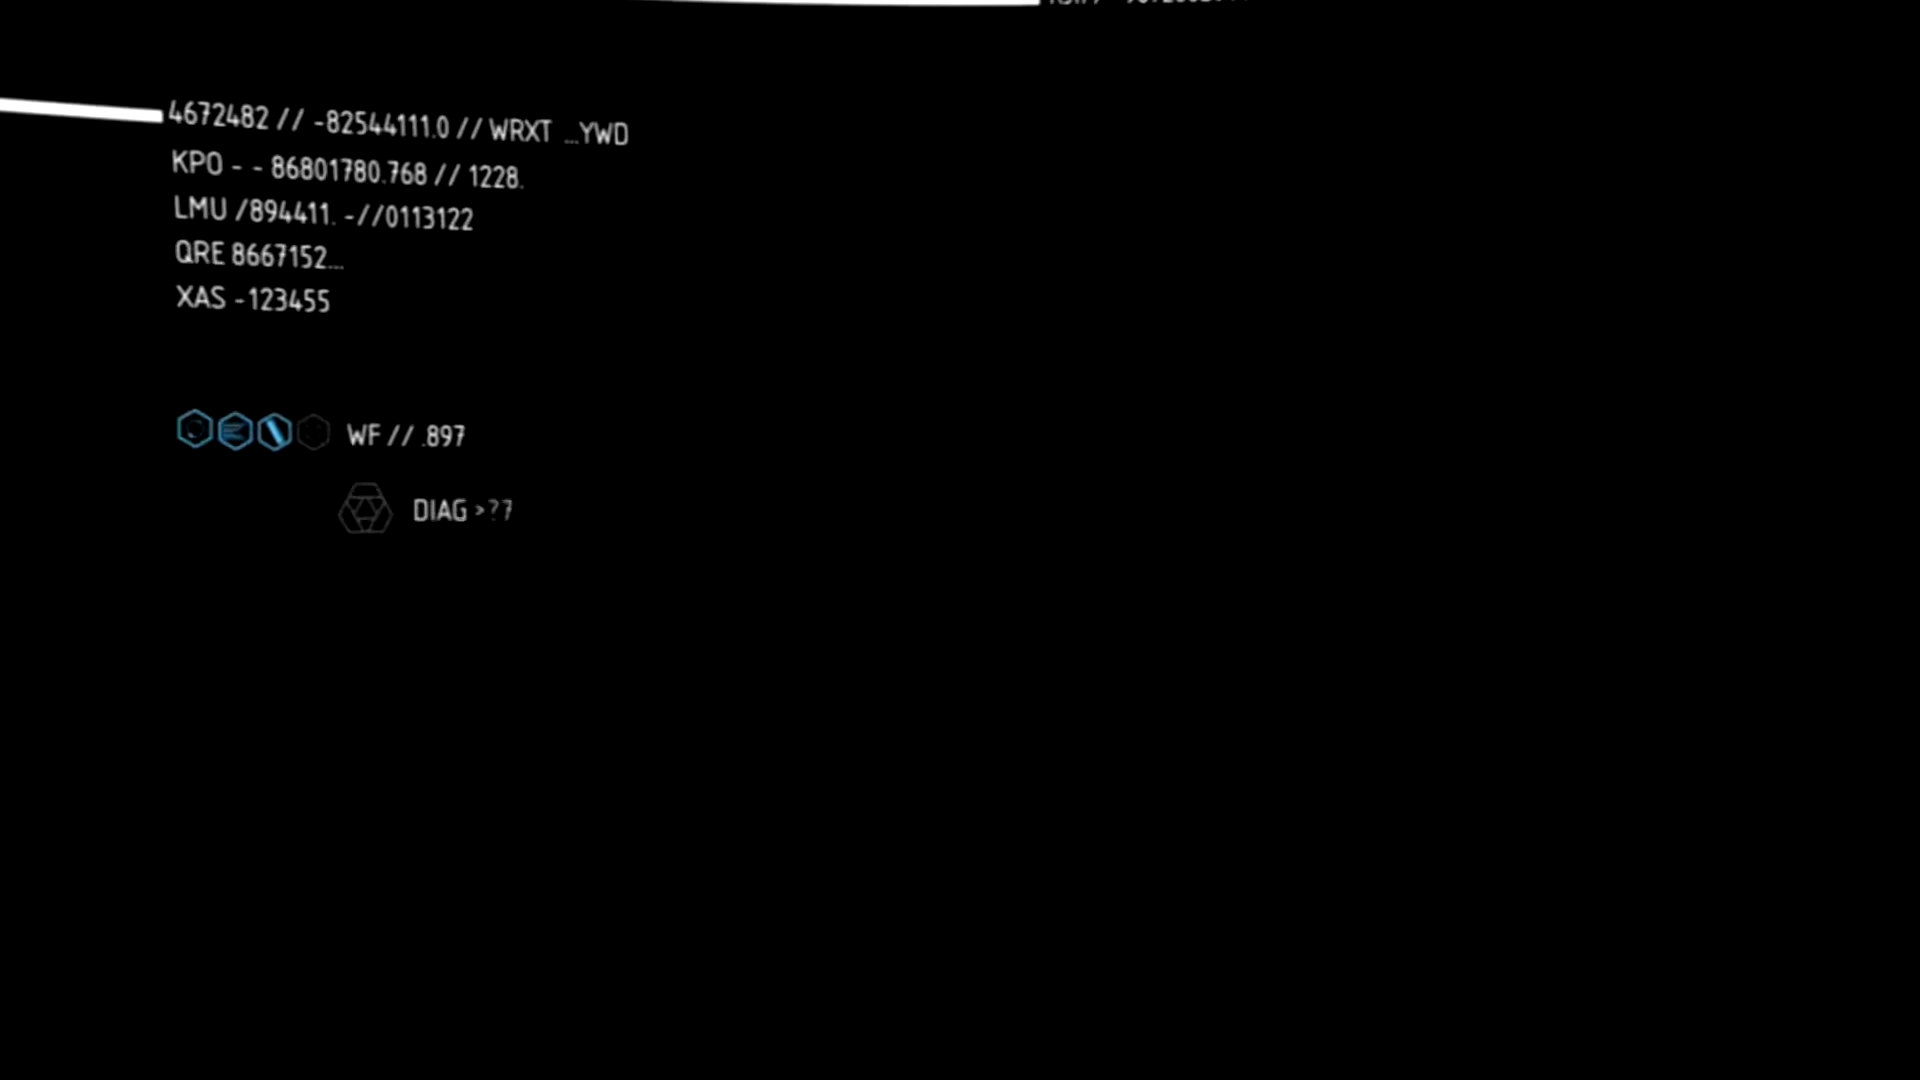 4672482 // -82544111.0 // WRXT ...YWD
KPO - - 86801780.768 // 1228.
LMU /894411. -//0113122
QRE 8667152...
XAS -123455
WF // .897
DIAG >??